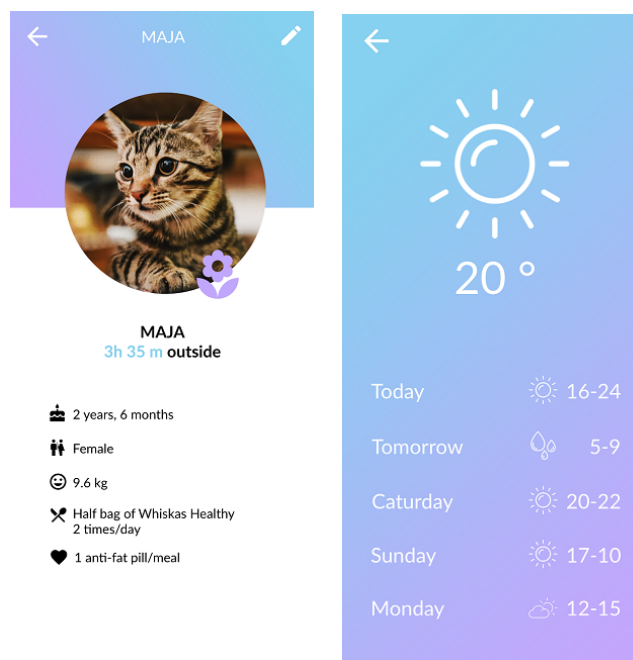 MAJA
MAJA
3h 35 m outside
2 years, 6 months
Female
9.6 kg
Half bag of Whiskas Healthy
2 times/day
1 anti-fat pill/meal
20 °
Today 16-24
Tomorrow 5-9
Caturday 20-22
Sunday 17-10
Monday 12-15